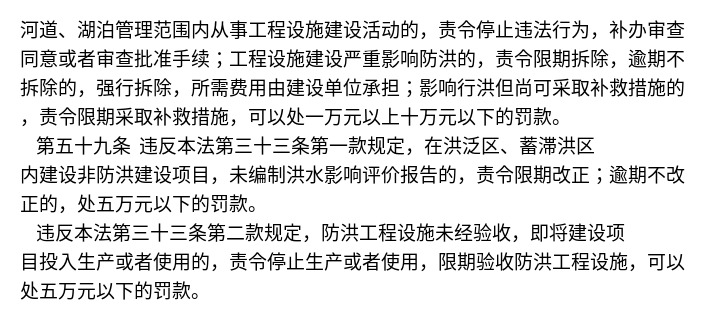 河道、湖泊管理范围内从事工程设施建设活动的，责令停止违法行为，补办审查
同意或者审查批准手续；工程设施建设严重影响防洪的，责令限期拆除，逾期不
拆除的，强行拆除，所需费用由建设单位承担；影响行洪但尚可采取补救措施的
，责令限期采取补救措施，可以处一万元以上十万元以下的罚款。
第五十九条 违反本法第三十三条第一款规定，在洪泛区、蓄滞洪区
内建设非防洪建设项目，未编制洪水影响评价报告的，责令限期改正；逾期不改
正的，处五万元以下的罚款。
违反本法第三十三条第二款规定，防洪工程设施未经验收，即将建设项
目投入生产或者使用的，责令停止生产或者使用，限期验收防洪工程设施，可以
处五万元以下的罚款。